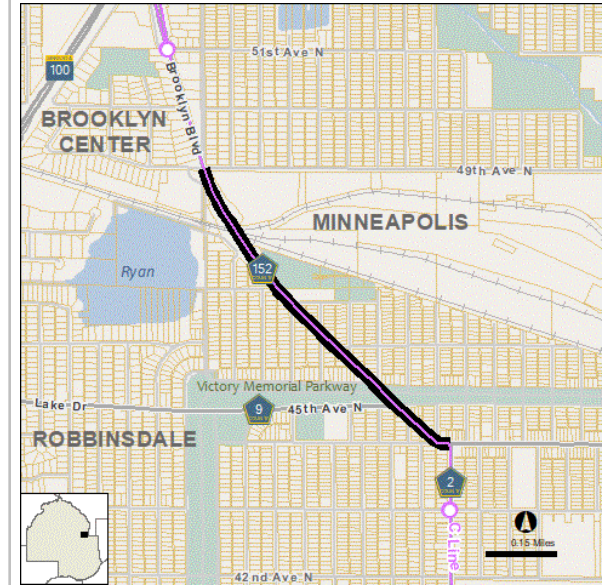 51st Ave N
100
Brooklyn Blvd
BROOKLYN
CENTER
49th Ave N
MINNEAPOLIS
Ryan
152
Victory Memorial Parkway
Lake Dr
9
45th Ave N
ROBBINSDALE
2
C Line
0.15 Miles
42nd Ave N